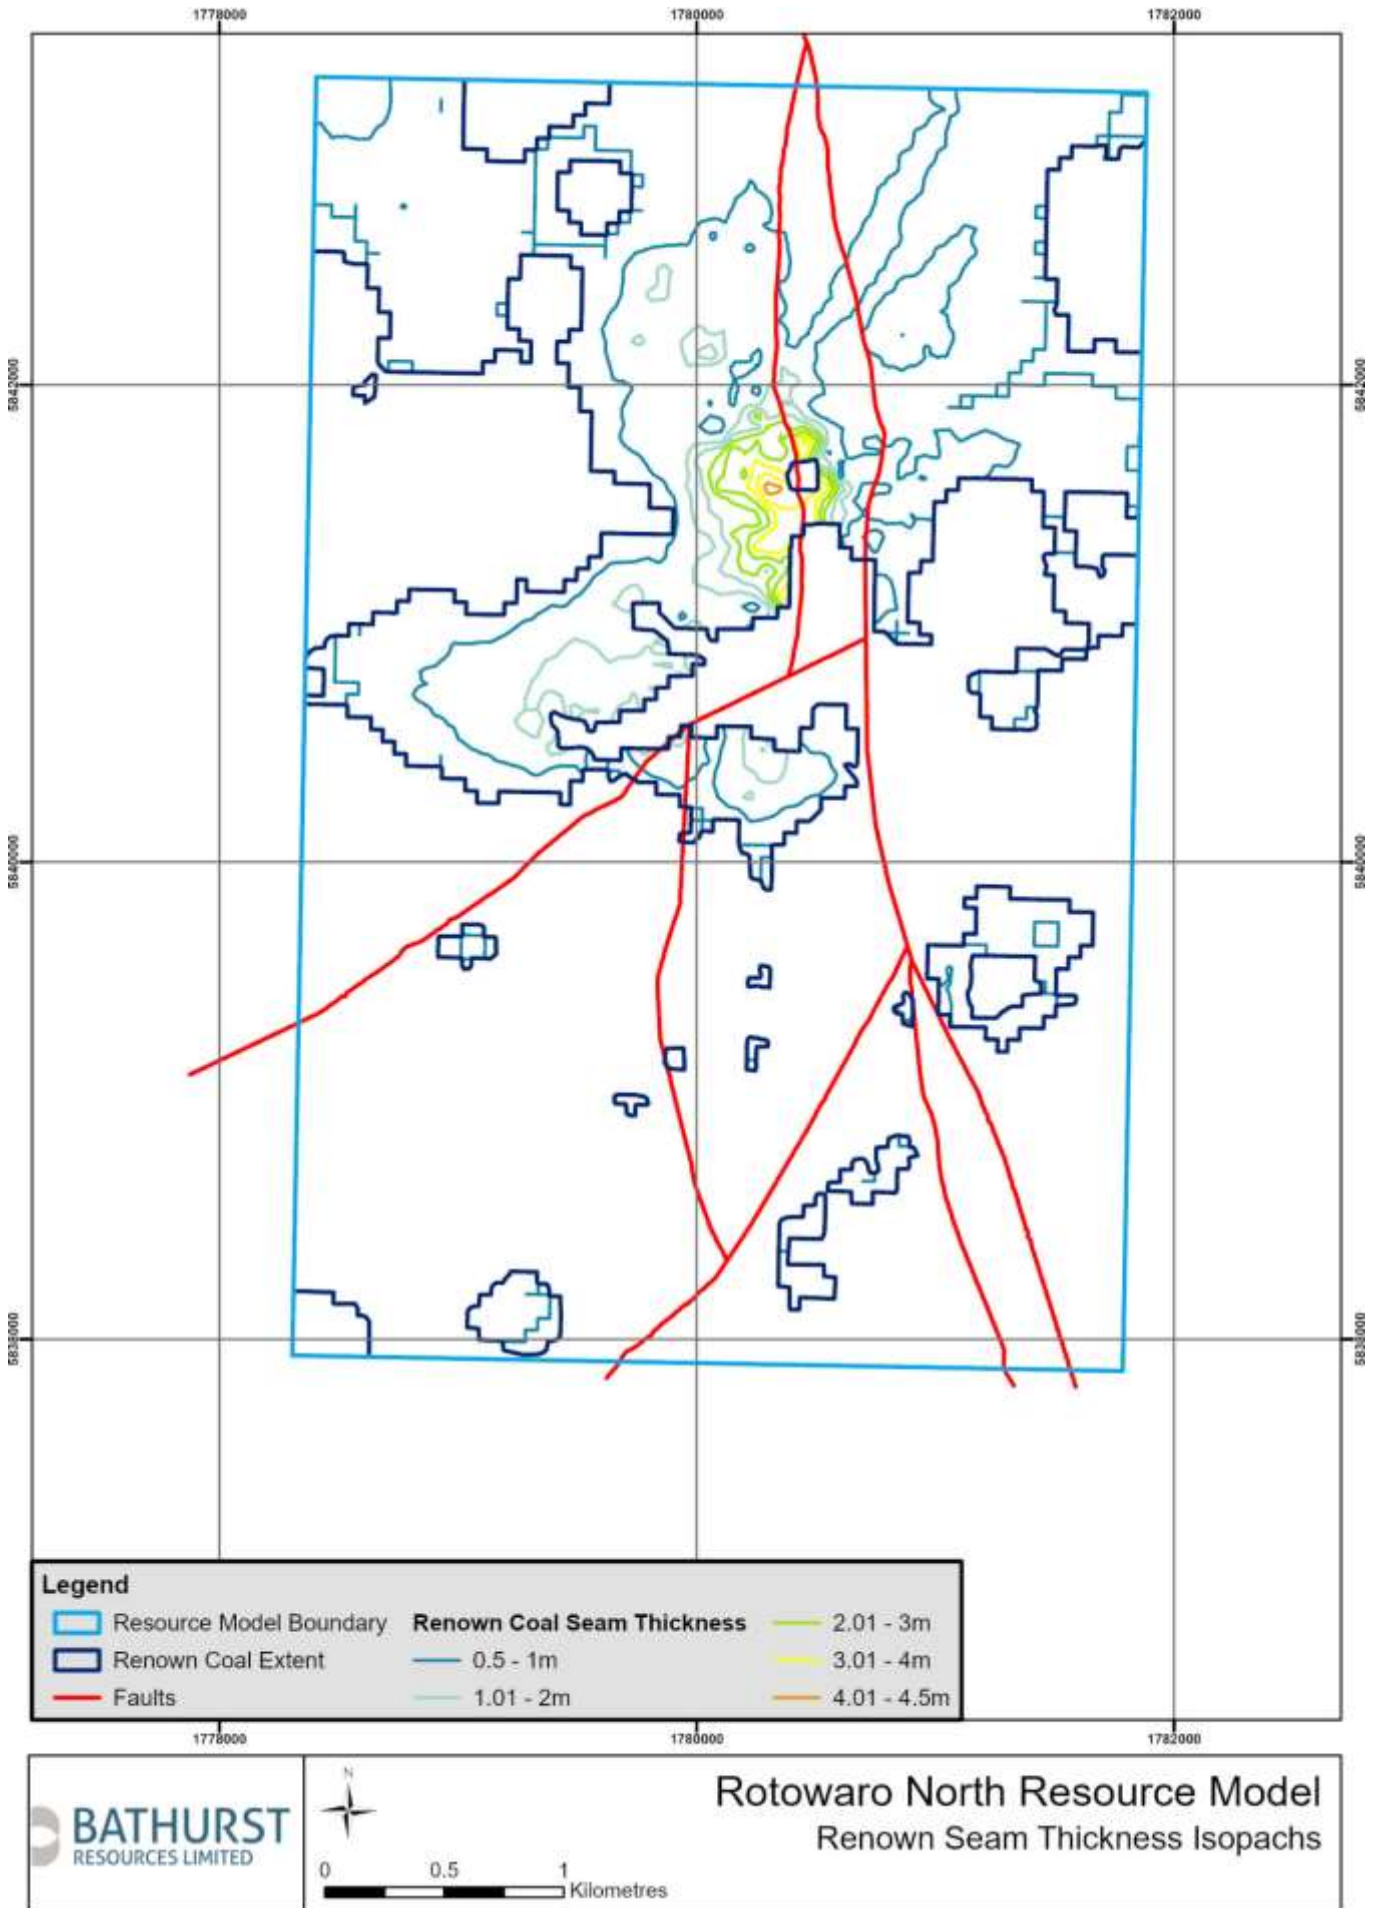 1778000 1780000 1782000
5842000 5842000
5840000 5840000
5838000 5838000
Legend
Resource Model Boundary
Renown Coal Extent
Faults
Renown Coal Seam Thickness
0.5 - 1m
1.01 - 2m
2.01 - 3m
3.01 - 4m
4.01 - 4.5m
1778000 1780000 1782000
BATHURST
RESOURCES LIMITED
N
0 0.5 1
Kilometres
Rotowaro North Resource Model
Renown Seam Thickness Isopachs